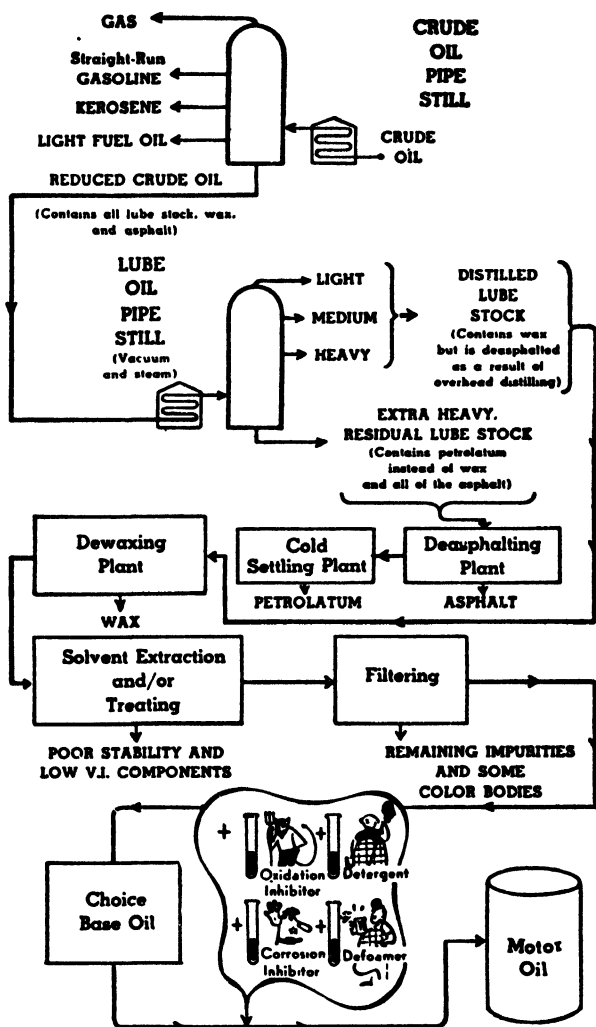 GAS
Straight-Run
GASOLINE
KEROSENE
LIGHT FUEL OIL
CRUDE
OIL
PIPE
STILL
CRUDE
OIL
REDUCED CRUDE OIL
(Contains all lube stock, wax,
and asphalt)
LUBE
OIL
PIPE
STILL
(Vacuum
and steam)
LIGHT
MEDIUM
HEAVY
DISTILLED
LUBE
STOCK
(Contains wax
but is deasphalted
as a result of
overhead distilling)
EXTRA HEAVY,
RESIDUAL LUBE STOCK
(Contains petrolatum
instead of wax
and all of the asphalt)
Dewaxing
Plant
WAX
Cold
Settling Plant
PETROLATUM
Deasphalting
Plant
ASPHALT
Solvent Extraction
and/or
Treating
POOR STABILITY AND
LOW V.I. COMPONENTS
Filtering
REMAINING IMPURITIES
AND SOME
COLOR BODIES
Choice
Base Oil
+
Oxidation
Inhibitor
+
Detergent
+
Corrosion
Inhibitor
+
Defoamer
Motor
Oil